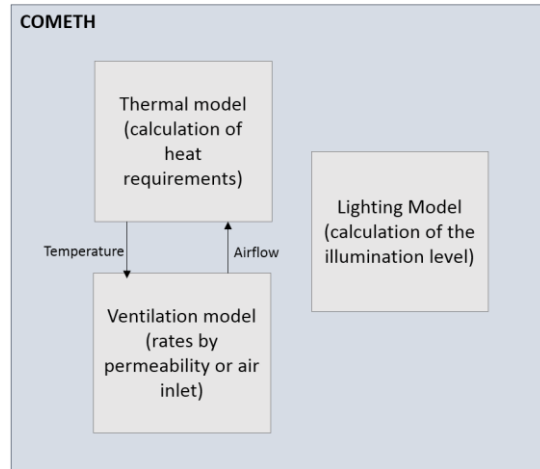 COMETH
Thermal model
(calculation of
heat
requirements)
Temperature
Airflow
Ventilation model
(rates by
permeability or air
inlet)
Lighting Model
(calculation of the
illumination level)